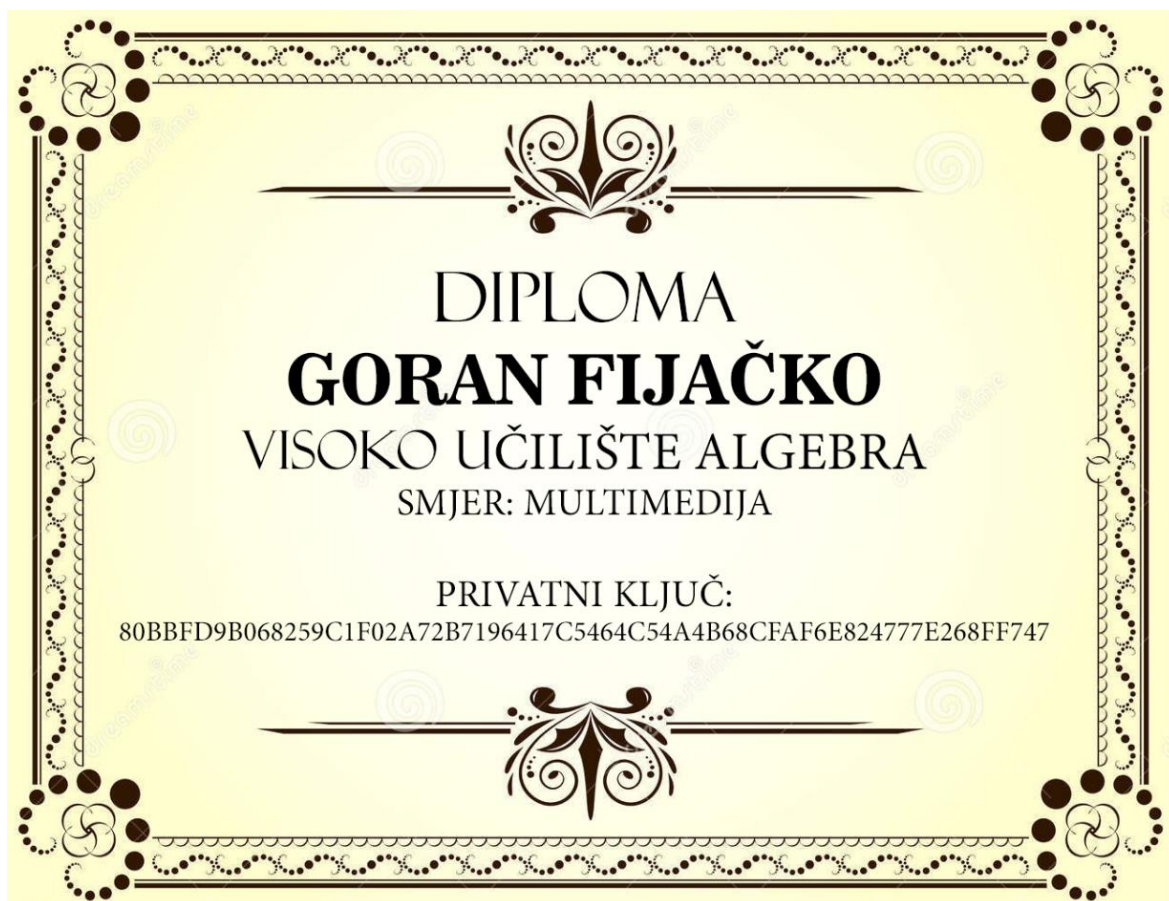 DIPLOMA
GORAN FIJAČKO
VISOKO UČILIŠTE ALGEBRA
SMJER: MULTIMEDIJA
PRIVATNI KLJUČ:
80BBFD9B068259C1F02A72B7196417C5464C54A4B68CFAF6E824777E268FF747